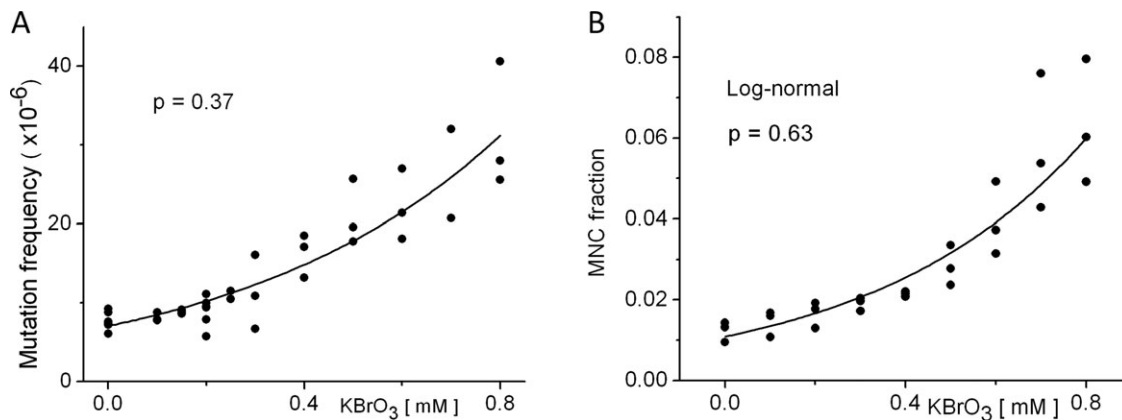 A
Mutation frequency ( x10⁻⁶)
40
20
0
p = 0.37
0.0
0.4
0.8
KBrO₃ [ mM ]
B
MNC fraction
0.08
0.06
0.04
0.02
0.00
Log-normal
p = 0.63
0.0
0.4
0.8
KBrO₃ [ mM ]